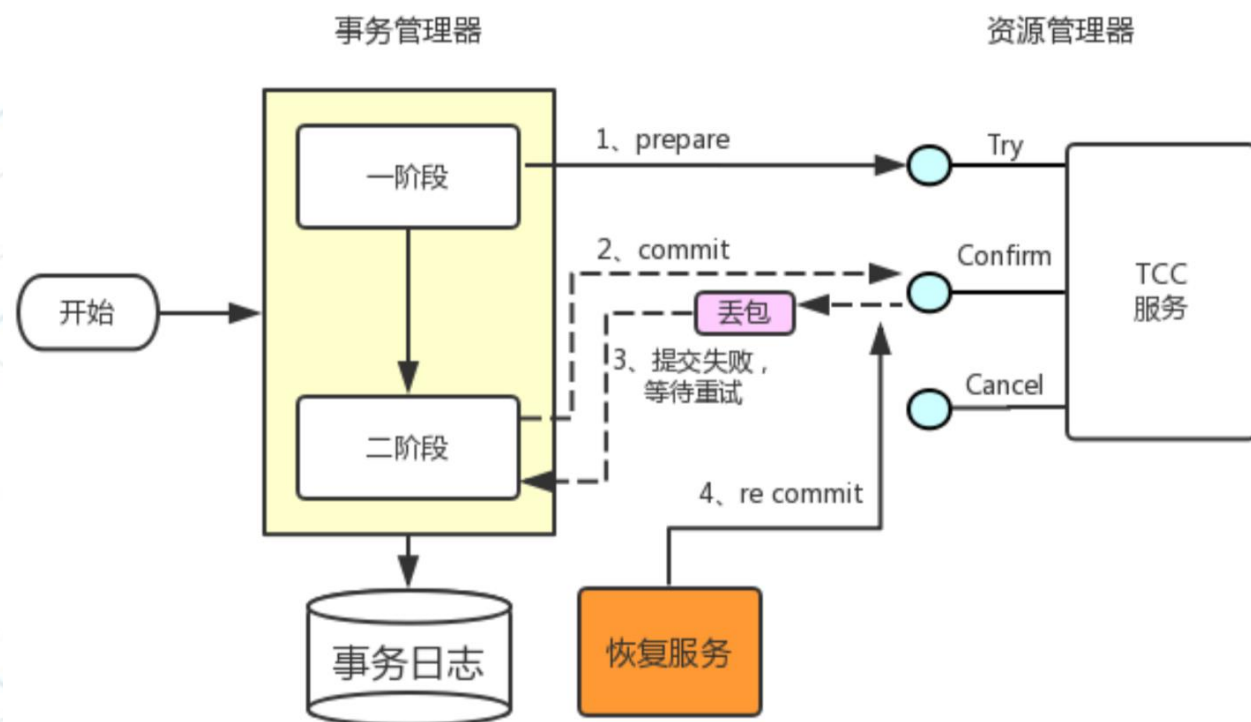 事务管理器
资源管理器
1、prepare
Try
一阶段
2、commit
Confirm
TCC
服务
开始
丢包
3、提交失败，
等待重试
Cancel
二阶段
4、re commit
事务日志
恢复服务